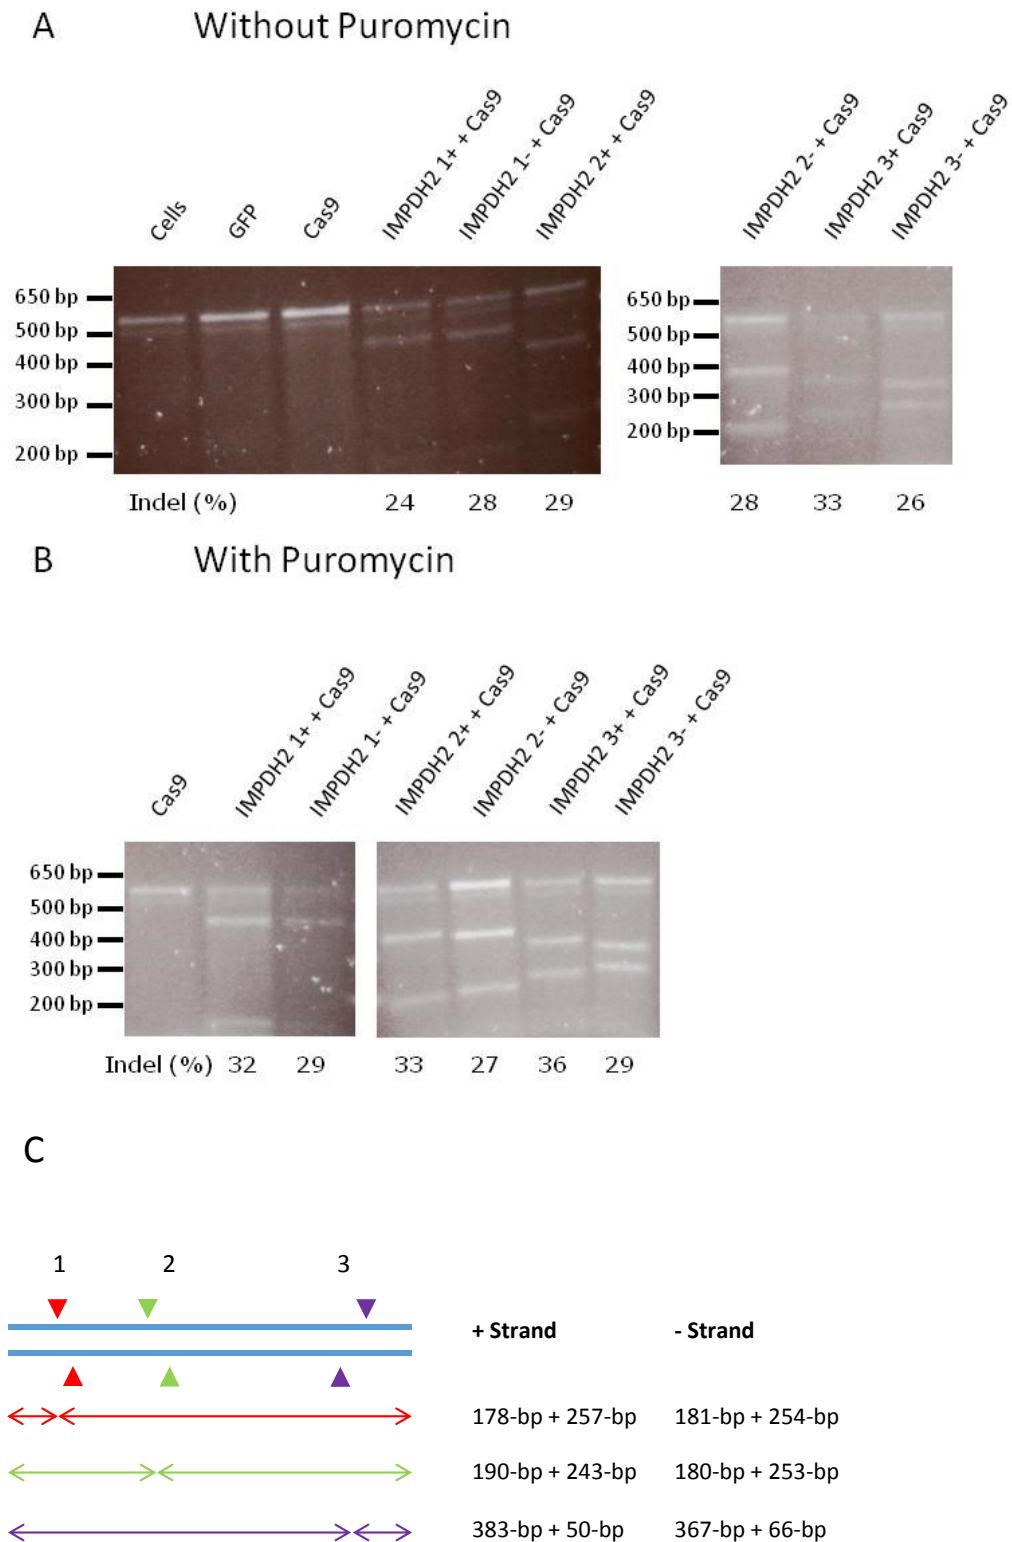 A Without Puromycin
Cells GFP Cas9 IMPDH2 1+ + Cas9 IMPDH2 1- + Cas9 IMPDH2 2+ + Cas9 IMPDH2 2- + Cas9 IMPDH2 3+ Cas9 IMPDH2 3- + Cas9
650 bp 650 bp
500 bp 500 bp
400 bp 400 bp
300 bp 300 bp
200 bp 200 bp
Indel (%) 24 28 29 28 33 26
B With Puromycin
Cas9 IMPDH2 1+ + Cas9 IMPDH2 1- + Cas9 IMPDH2 2+ + Cas9 IMPDH2 2- + Cas9 IMPDH2 3+ + Cas9 IMPDH2 3- + Cas9
650 bp
500 bp
400 bp
300 bp
200 bp
Indel (%) 32 29 33 27 36 29
C
1 2 3
+ Strand - Strand
178-bp + 257-bp 181-bp + 254-bp
190-bp + 243-bp 180-bp + 253-bp
383-bp + 50-bp 367-bp + 66-bp